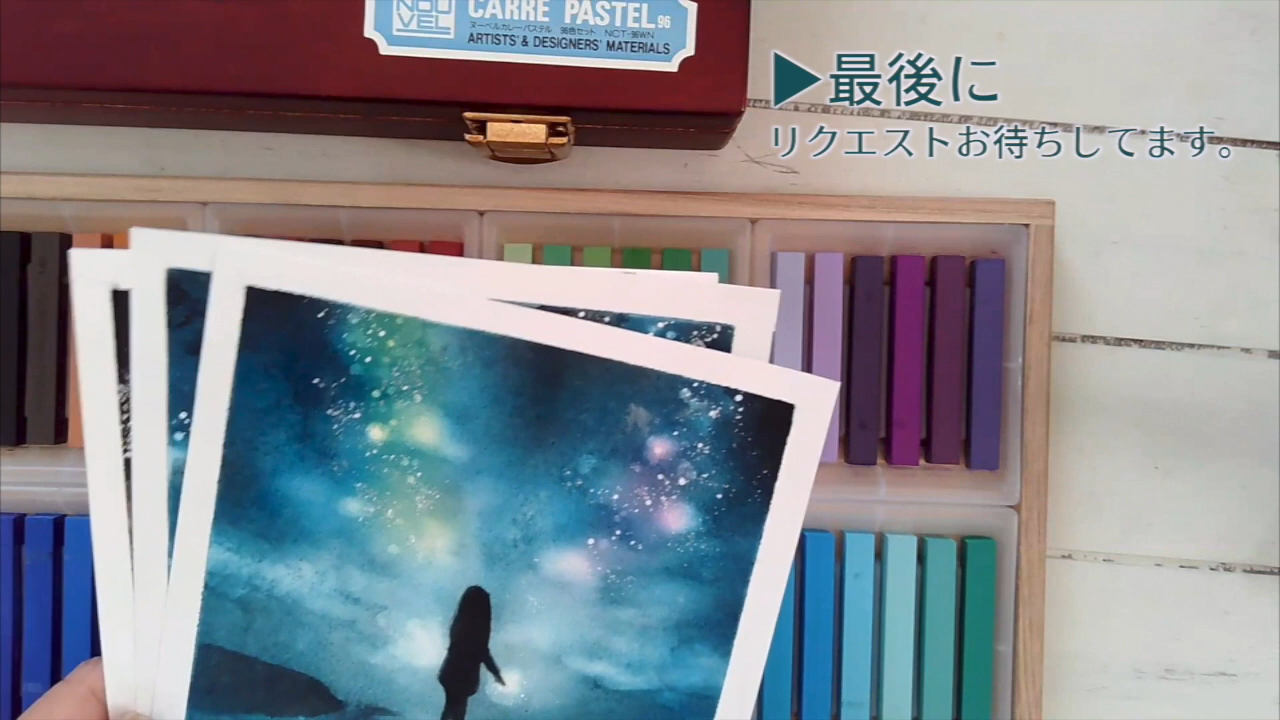 NOU
VEL
CARRE PASTEL 96
ヌーベルカレーパステル 96色セット NCT-96WN
ARTISTS' & DESIGNERS' MATERIALS
▶最後に
リクエストお待ちしてます。